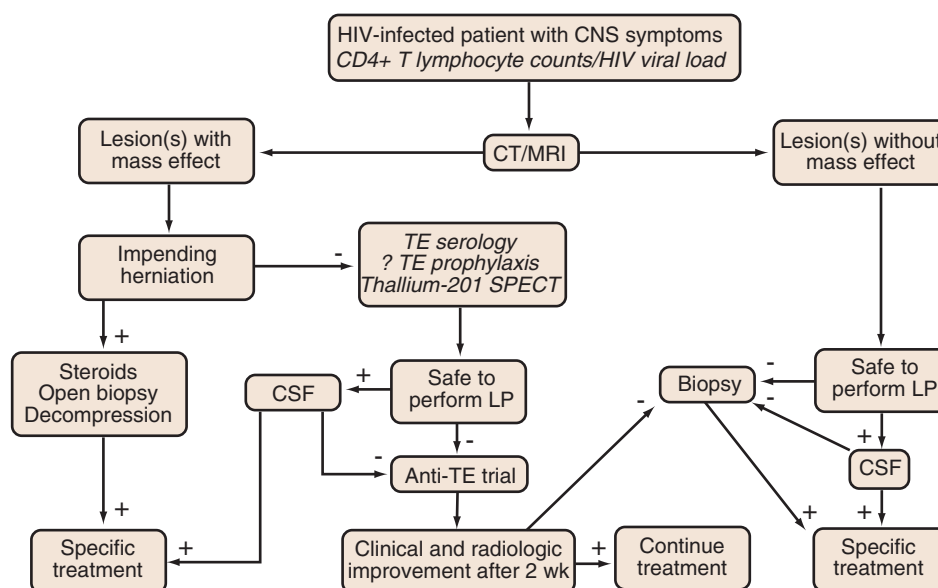 HIV-infected patient with CNS symptoms
CD4+ T lymphocyte counts/HIV viral load
Lesion(s) with
mass effect
CT/MRI
Lesion(s) without
mass effect
Impending
herniation
-
TE serology
? TE prophylaxis
Thallium-201 SPECT
+
Steroids
Open biopsy
Decompression
CSF
+
Safe to
perform LP
Biopsy
-
Safe to
perform LP
-
-
-
+
-
Anti-TE trial
CSF
+
+
+
Specific
treatment
+
Clinical and radiologic
improvement after 2 wk
+
Continue
treatment
Specific
treatment